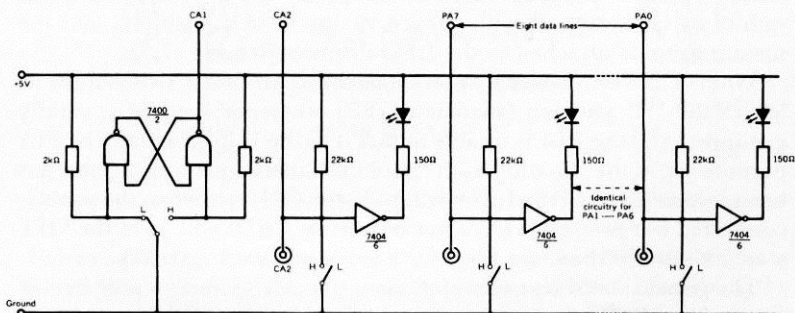 CA1
CA2
PA7
Eight data lines
PA0
+5V
7400
2
2kΩ
2kΩ
22kΩ
150Ω
22kΩ
150Ω
22kΩ
150Ω
Identical
circuitry for
PA1 ---- PA6
L
H
7404
6
7404
6
7404
6
CA2
PA7
PA0
H
L
H
L
H
L
Ground